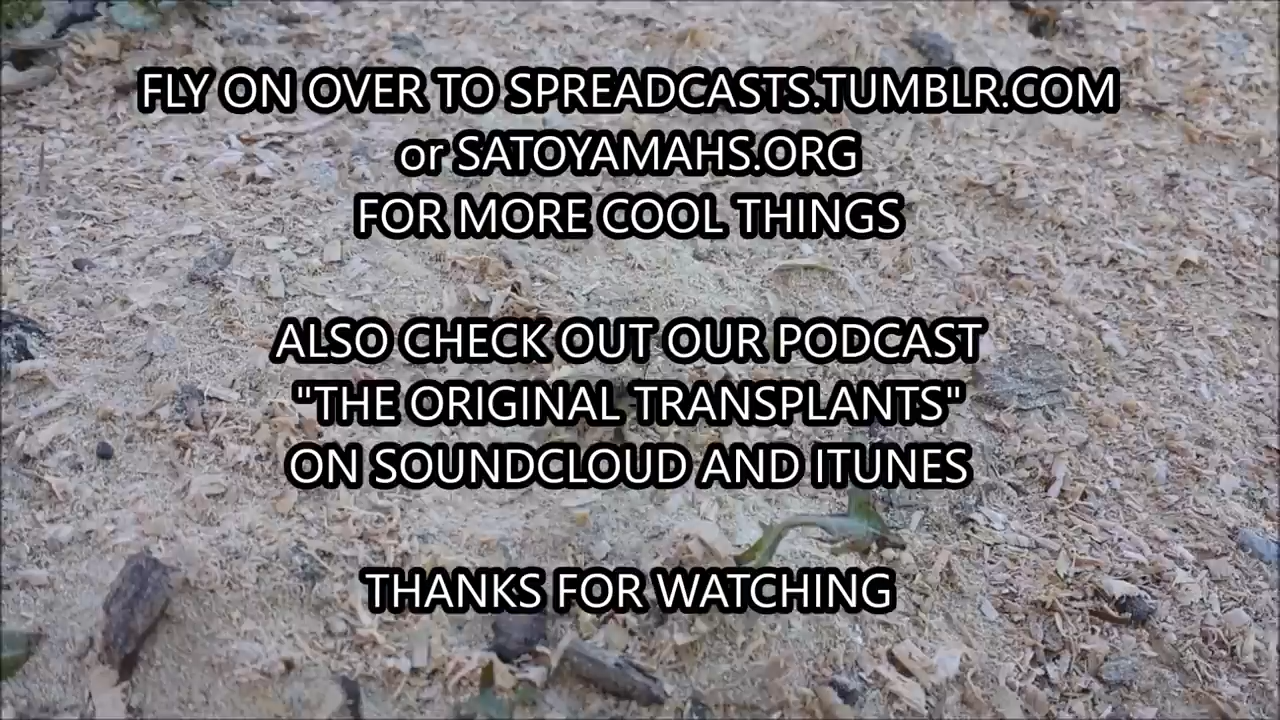 FLY ON OVER TO SPREADCASTS.TUMBLR.COM
or SATOYAMAHS.ORG
FOR MORE COOL THINGS
ALSO CHECK OUT OUR PODCAST
"THE ORIGINAL TRANSPLANTS"
ON SOUNDCLOUD AND ITUNES
THANKS FOR WATCHING